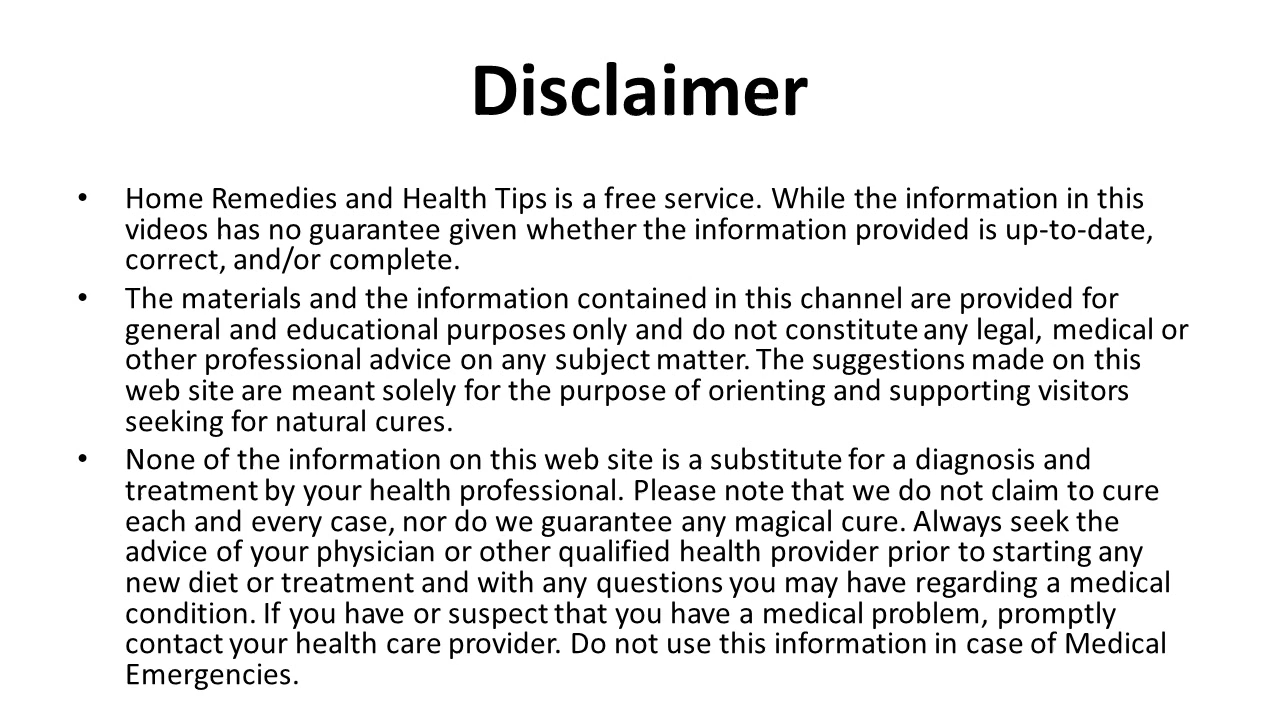 Disclaimer
• Home Remedies and Health Tips is a free service. While the information in this
videos has no guarantee given whether the information provided is up-to-date,
correct, and/or complete.
• The materials and the information contained in this channel are provided for
general and educational purposes only and do not constitute any legal, medical or
other professional advice on any subject matter. The suggestions made on this
web site are meant solely for the purpose of orienting and supporting visitors
seeking for natural cures.
• None of the information on this web site is a substitute for a diagnosis and
treatment by your health professional. Please note that we do not claim to cure
each and every case, nor do we guarantee any magical cure. Always seek the
advice of your physician or other qualified health provider prior to starting any
new diet or treatment and with any questions you may have regarding a medical
condition. If you have or suspect that you have a medical problem, promptly
contact your health care provider. Do not use this information in case of Medical
Emergencies.